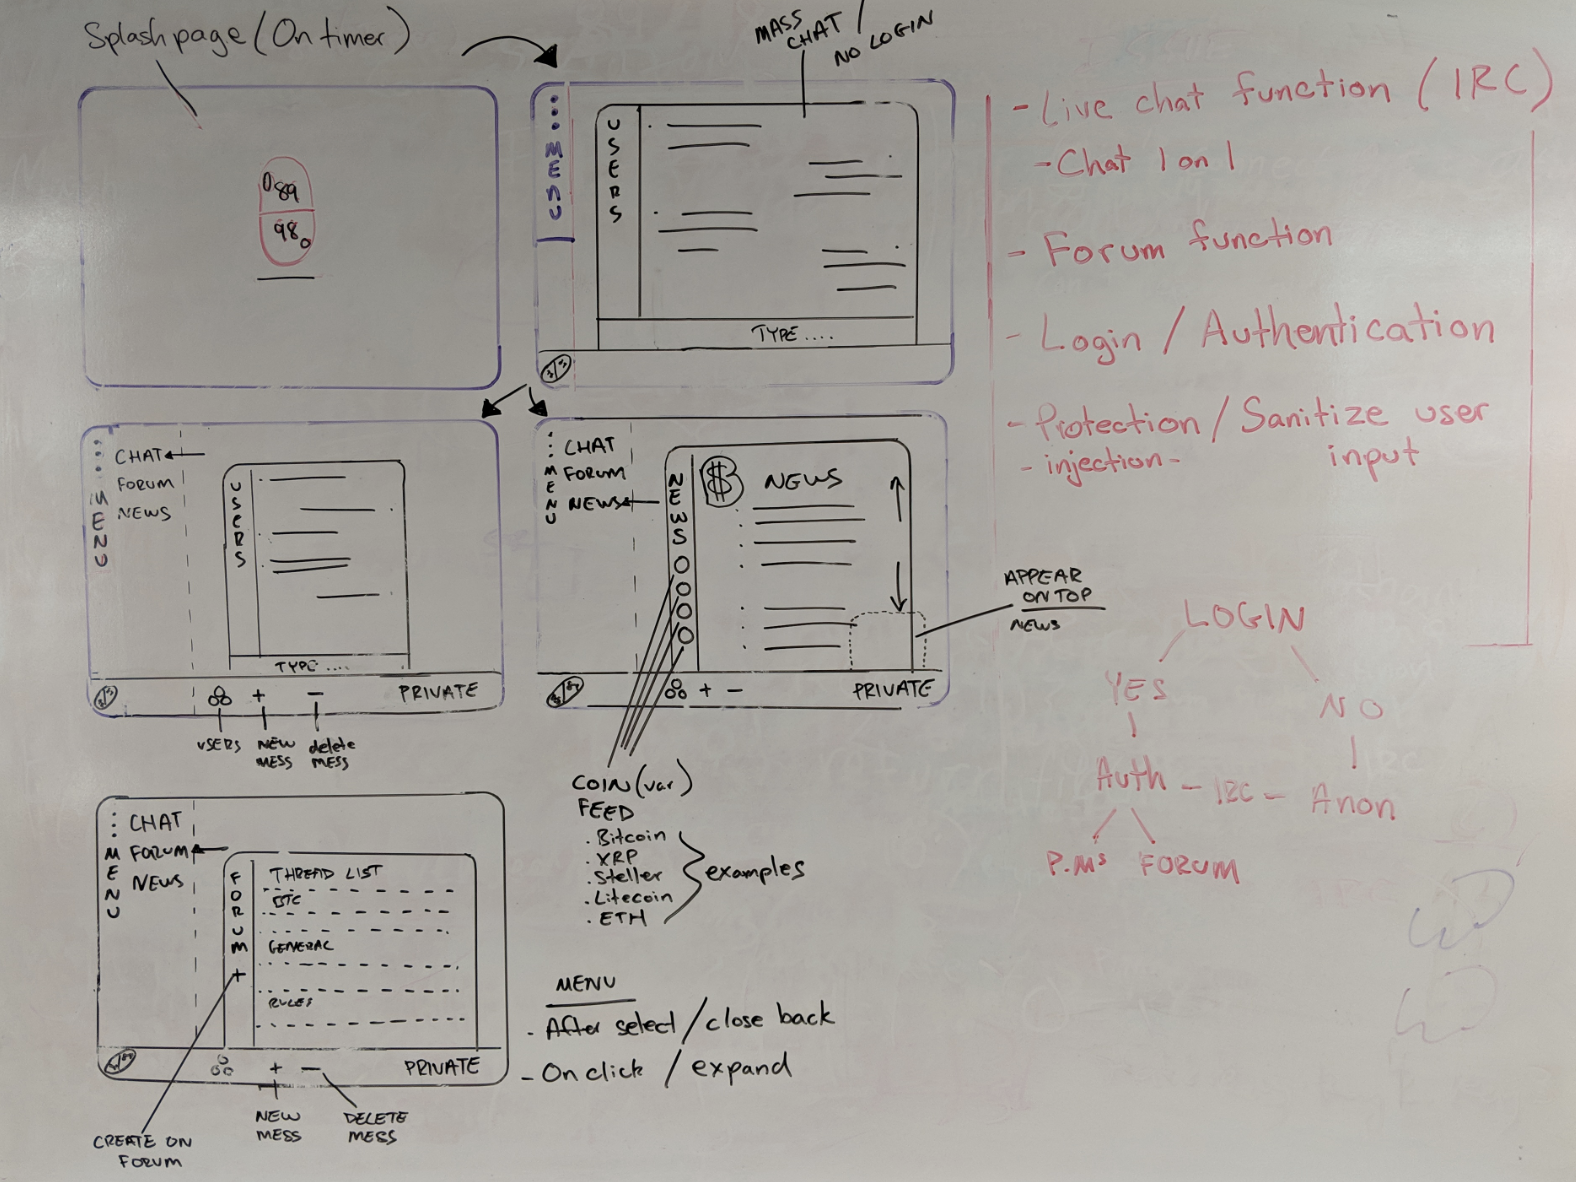 Splash page (On timer)
089
980
MASS
CHAT /
NO LOGIN
MENU
USERS
TYPE ....
MENU
CHAT
FORUM
NEWS
USERS
TYPE ....
+ −
PRIVATE
USERS
NEW
MESS
delete
MESS
MENU
CHAT
FORUM
NEWS
NEWS
$
NEWS
+ −
PRIVATE
APPEAR
ON TOP
NEWS
COIN (var)
FEED
. Bitcoin
. XRP
. Steller
. Litecoin
. ETH
examples
MENU
CHAT
FORUM
NEWS
FORUM
+
THREAD LIST
BTC
GENERAL
RULES
+ −
PRIVATE
NEW
MESS
DELETE
MESS
CREATE ON
FORUM
MENU
- After select / close back
- On click / expand
- Live chat function (IRC)
- Chat 1 on 1
- Forum function
- Login / Authentication
- Protection / Sanitize user
- injection - input
LOGIN
YES
NO
Auth - IRC - Anon
P.Ms FORUM